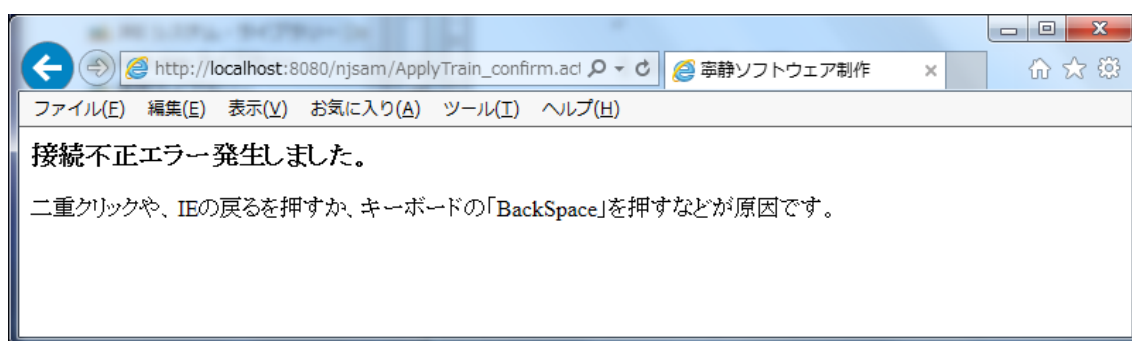 http://localhost:8080/njsam/ApplyTrain_confirm.act
寧静ソフトウェア制作
ファイル(F) 編集(E) 表示(V) お気に入り(A) ツール(T) ヘルプ(H)
接続不正エラー発生しました。
二重クリックや、IEの戻るを押すか、キーボードの「BackSpace」を押すなどが原因です。